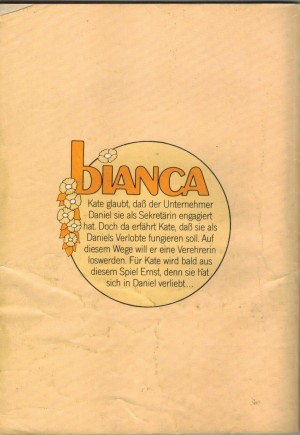 bIANCA
Kate glaubt, daß der Unternehmer
Daniel sie als Sekretärin engagiert
hat. Doch da erfährt Kate, daß sie als
Daniels Verlobte fungieren soll. Auf
diesem Wege will er eine Verehrerin
loswerden. Für Kate wird bald aus
diesem Spiel Ernst, denn sie hat
sich in Daniel verliebt...